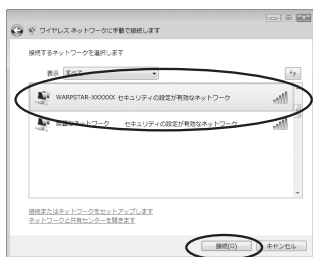 ワイヤレス ネットワークに手動で接続します
接続するネットワークを選択します
表示 すべて
WARPSTAR-XXXXXX セキュリティの設定が有効なネットワーク
ネットワーク セキュリティの設定が有効なネットワーク
接続またはネットワークをセットアップします
ネットワークと共有センターを開きます
接続(O) キャンセル